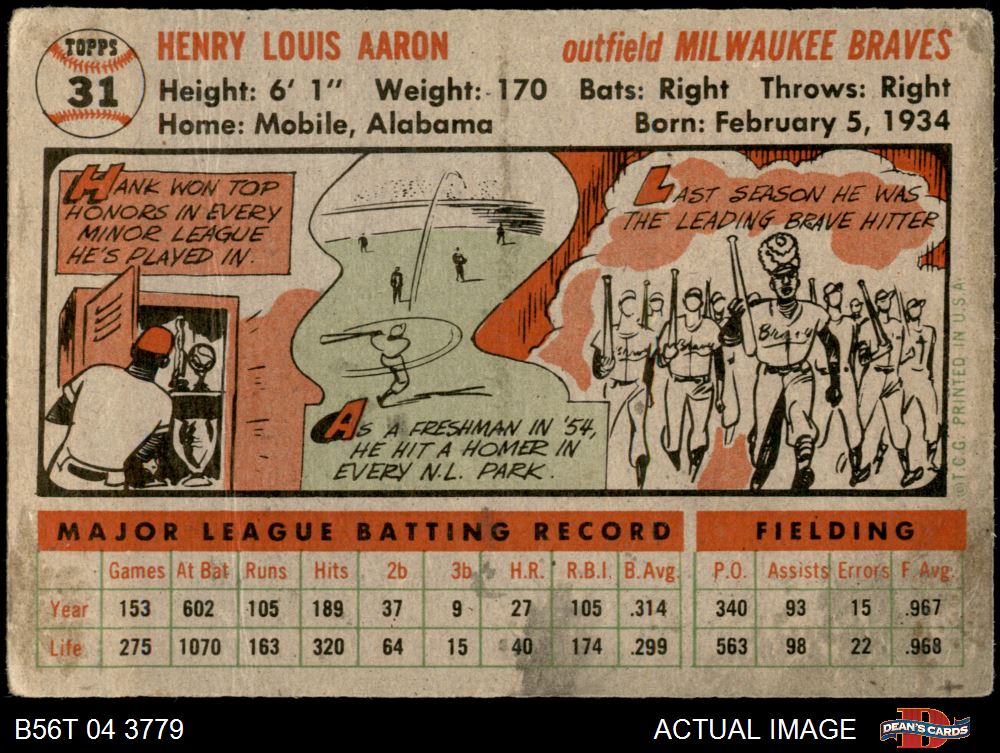 TOPPS
31
HENRY LOUIS AARON
outfield MILWAUKEE BRAVES
Height: 6' 1" Weight: 170 Bats: Right Throws: Right
Home: Mobile, Alabama Born: February 5, 1934
HANK WON TOP
HONORS IN EVERY
MINOR LEAGUE
HE'S PLAYED IN.
AS A FRESHMAN IN '54,
HE HIT A HOMER IN
EVERY N.L. PARK.
LAST SEASON HE WAS
THE LEADING BRAVE HITTER
Braves
Braves
©T.C.G. PRINTED IN U.S.A.
MAJOR LEAGUE BATTING RECORD FIELDING
Games At Bat Runs Hits 2b 3b H.R. R.B.I. B.Avg. P.O. Assists Errors F.Avg.
Year 153 602 105 189 37 9 27 105 .314 340 93 15 .967
Life 275 1070 163 320 64 15 40 174 .299 563 98 22 .968
B56T 04 3779
ACTUAL IMAGE
DEAN'S CARDS